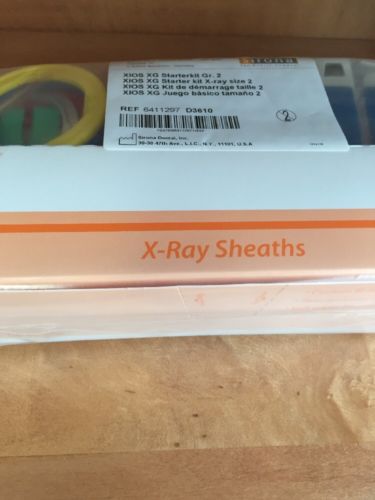 sirona
XIOS XG Starterkit Gr. 2
XIOS XG Starter kit X-ray size 2
XIOS XG Kit de démarrage taille 2
XIOS XG Juego básico tamaño 2
REF 6411297 D3610
2
Sirona Dental, Inc.
30-30 47th Ave., L.I.C., N.Y., 11101, U.S.A
X-Ray Sheaths